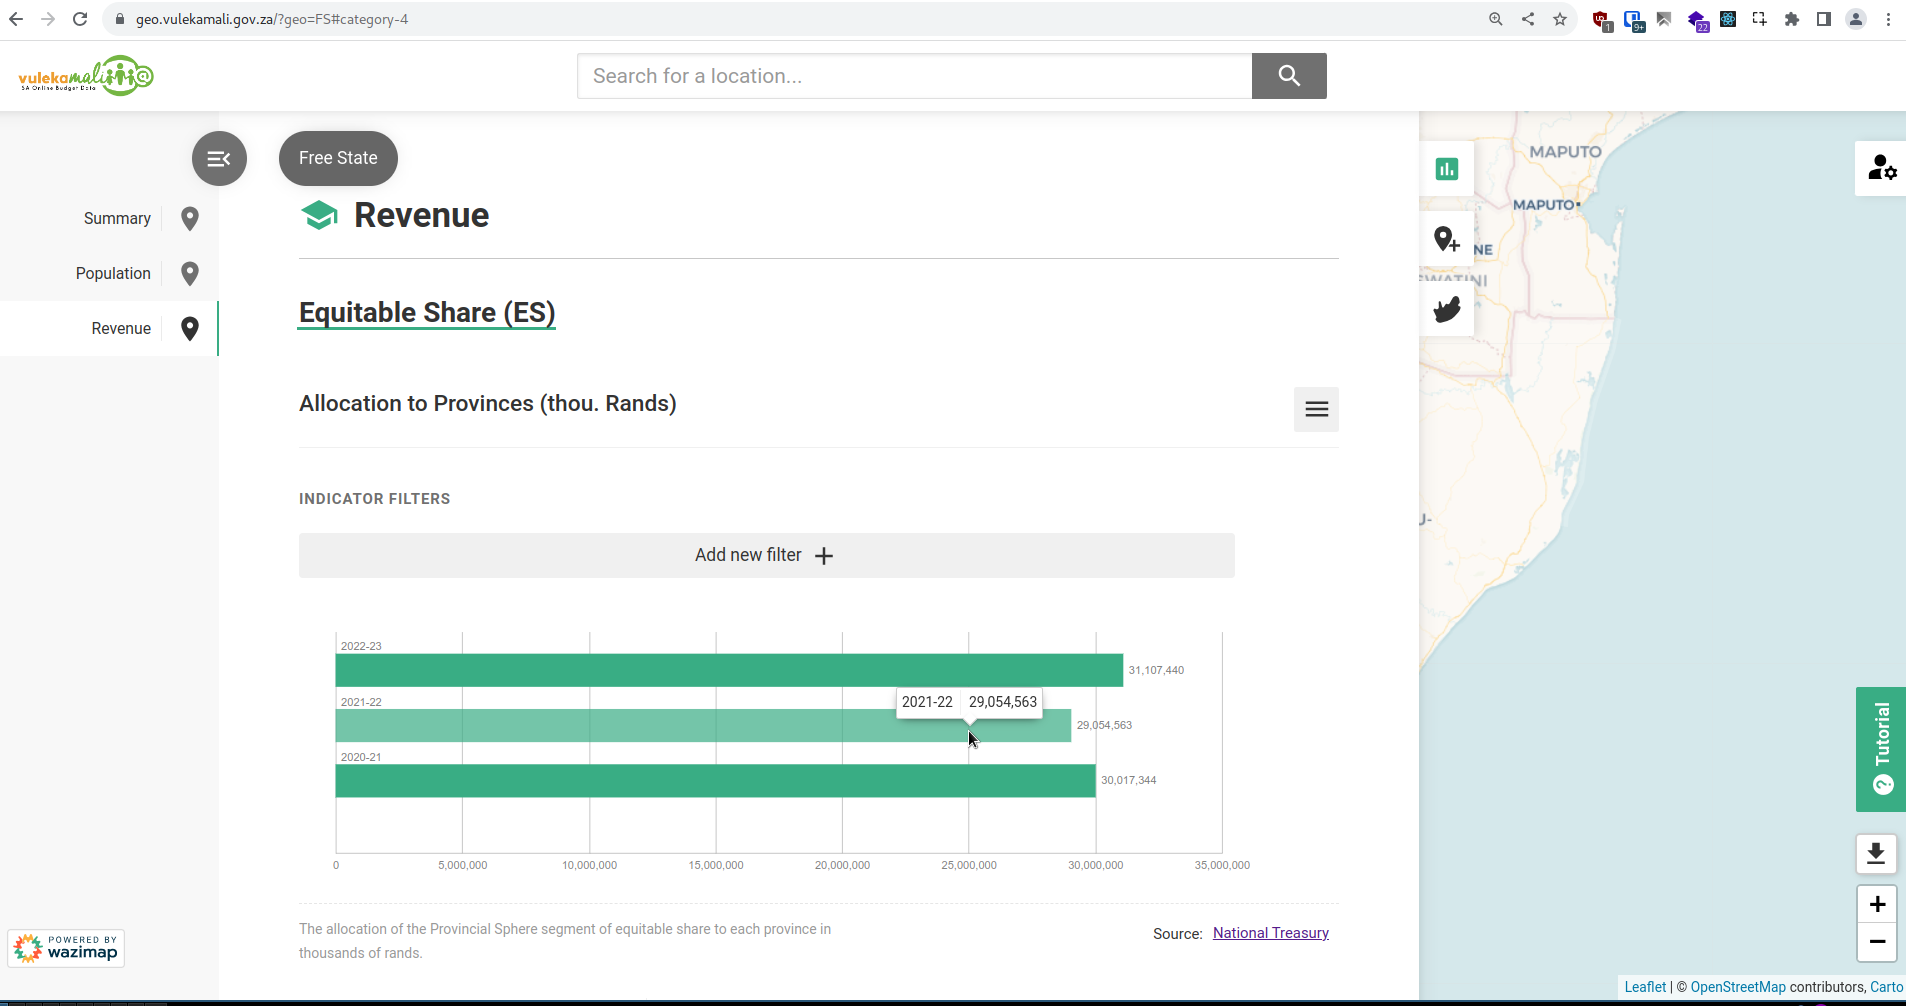 geo.vulekamali.gov.za/?geo=FS#category-4
1
9+
22
vulekamali
SA Online Budget Data
Search for a location...
Free State
Summary
Population
Revenue
Revenue
Equitable Share (ES)
Allocation to Provinces (thou. Rands)
INDICATOR FILTERS
Add new filter
2022-23
31,107,440
2021-22
2021-22 29,054,563
29,054,563
2020-21
30,017,344
0 5,000,000 10,000,000 15,000,000 20,000,000 25,000,000 30,000,000 35,000,000
The allocation of the Provincial Sphere segment of equitable share to each province in
thousands of rands.
Source: National Treasury
POWERED BY
wazimap
MAPUTO
MAPUTO
NE
SWATINI
U-
Tutorial
?
+
−
Leaflet | © OpenStreetMap contributors, Carto